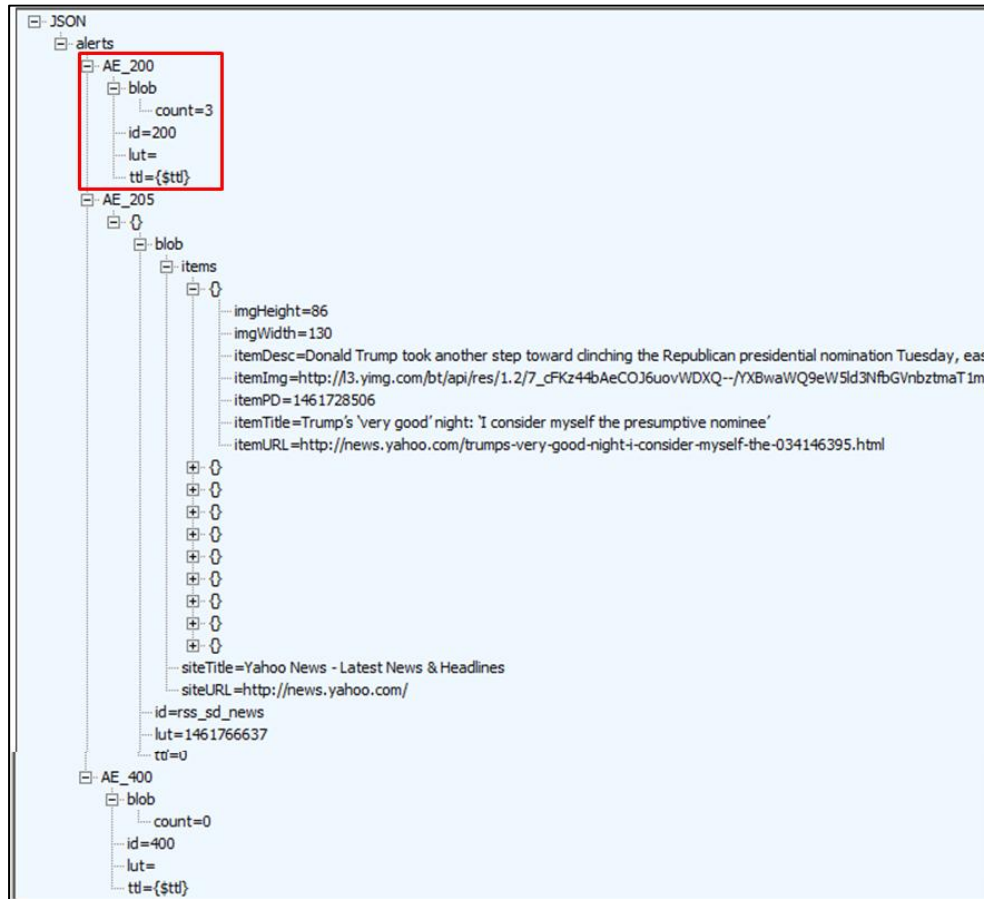 JSON
alerts
AE_200
blob
count=3
id=200
lut=
ttl={$ttl}
AE_205
{}
blob
items
{}
imgHeight=86
imgWidth=130
itemDesc=Donald Trump took another step toward clinching the Republican presidential nomination Tuesday, eas
itemImg=http://l3.yimg.com/bt/api/res/1.2/7_cFKz44bAeCOJ6uovWDXQ--/YXBwaWQ9eW5ld3NfbGVnbztmaT1m
itemPD=1461728506
itemTitle=Trump’s ‘very good’ night: ‘I consider myself the presumptive nominee’
itemURL=http://news.yahoo.com/trumps-very-good-night-i-consider-myself-the-034146395.html
{}
{}
{}
{}
{}
{}
{}
{}
{}
siteTitle=Yahoo News - Latest News & Headlines
siteURL=http://news.yahoo.com/
id=rss_sd_news
lut=1461766637
ttl=0
AE_400
blob
count=0
id=400
lut=
ttl={$ttl}